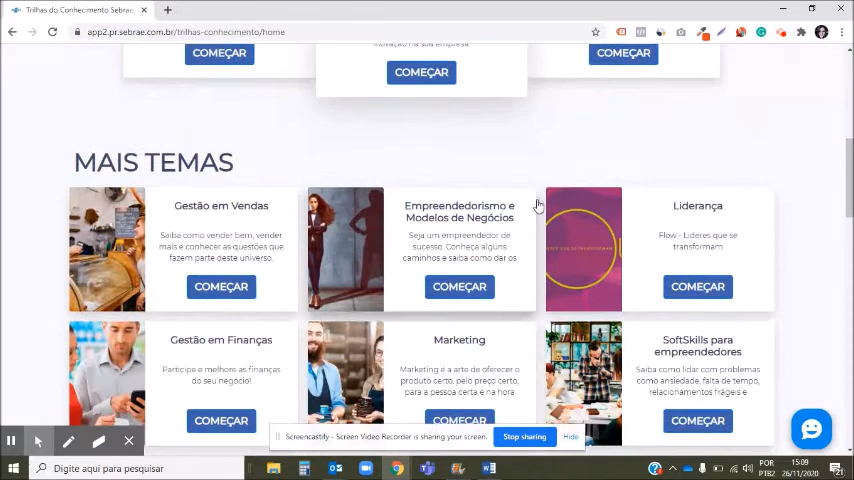 Trilhas do Conhecimento Sebrae
app2.pr.sebrae.com.br/trilhas-conhecimento/home
inovação na sua empresa.
COMEÇAR
COMEÇAR
COMEÇAR
MAIS TEMAS
Gestão em Vendas
Saiba como vender bem, vender
mais e conhecer as questões que
fazem parte deste universo.
COMEÇAR
Empreendedorismo e
Modelos de Negócios
Seja um empreendedor de
sucesso. Conheça alguns
caminhos e saiba como dar os
COMEÇAR
Liderança
Flow - Líderes que se
transformam
COMEÇAR
Gestão em Finanças
Participe e melhore as finanças
do seu negócio!
COMEÇAR
Marketing
Marketing é a arte de oferecer o
produto certo, pelo preço certo,
para a pessoa certa e na hora
COMEÇAR
SoftSkills para
empreendedores
Saiba como lidar com problemas
como ansiedade, falta de tempo,
relacionamentos frágeis e
COMEÇAR
Screencastify - Screen Video Recorder is sharing your screen.
Stop sharing
Hide
Digite aqui para pesquisar
POR
PTB2
15:09
26/11/2020
21